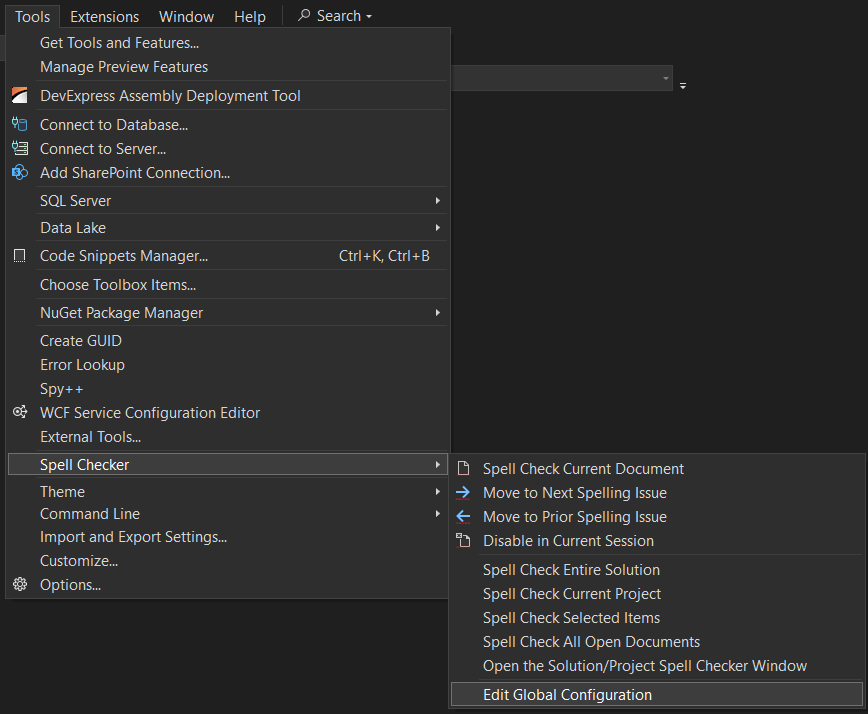 Tools Extensions Window Help Search
Get Tools and Features...
Manage Preview Features
DevExpress Assembly Deployment Tool
Connect to Database...
Connect to Server...
Add SharePoint Connection...
SQL Server
Data Lake
Code Snippets Manager... Ctrl+K, Ctrl+B
Choose Toolbox Items...
NuGet Package Manager
Create GUID
Error Lookup
Spy++
WCF Service Configuration Editor
External Tools...
Spell Checker
Theme
Command Line
Import and Export Settings...
Customize...
Options...
Spell Check Current Document
Move to Next Spelling Issue
Move to Prior Spelling Issue
Disable in Current Session
Spell Check Entire Solution
Spell Check Current Project
Spell Check Selected Items
Spell Check All Open Documents
Open the Solution/Project Spell Checker Window
Edit Global Configuration